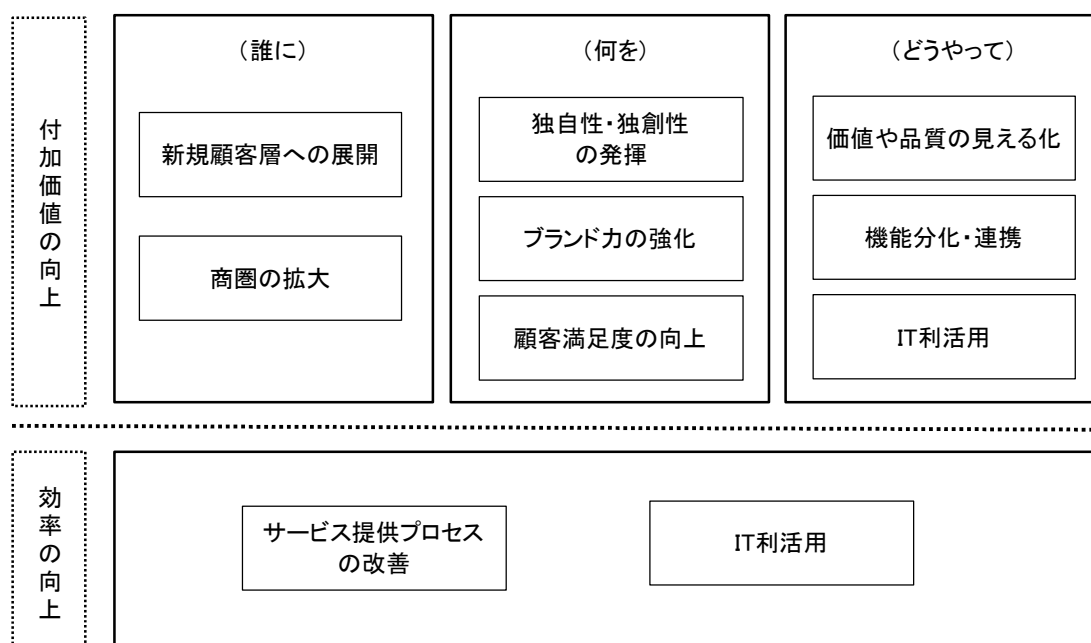 付加価値の向上
（誰に）
新規顧客層への展開
商圏の拡大
（何を）
独自性・独創性
の発揮
ブランド力の強化
顧客満足度の向上
（どうやって）
価値や品質の見える化
機能分化・連携
IT利活用
効率の向上
サービス提供プロセス
の改善
IT利活用